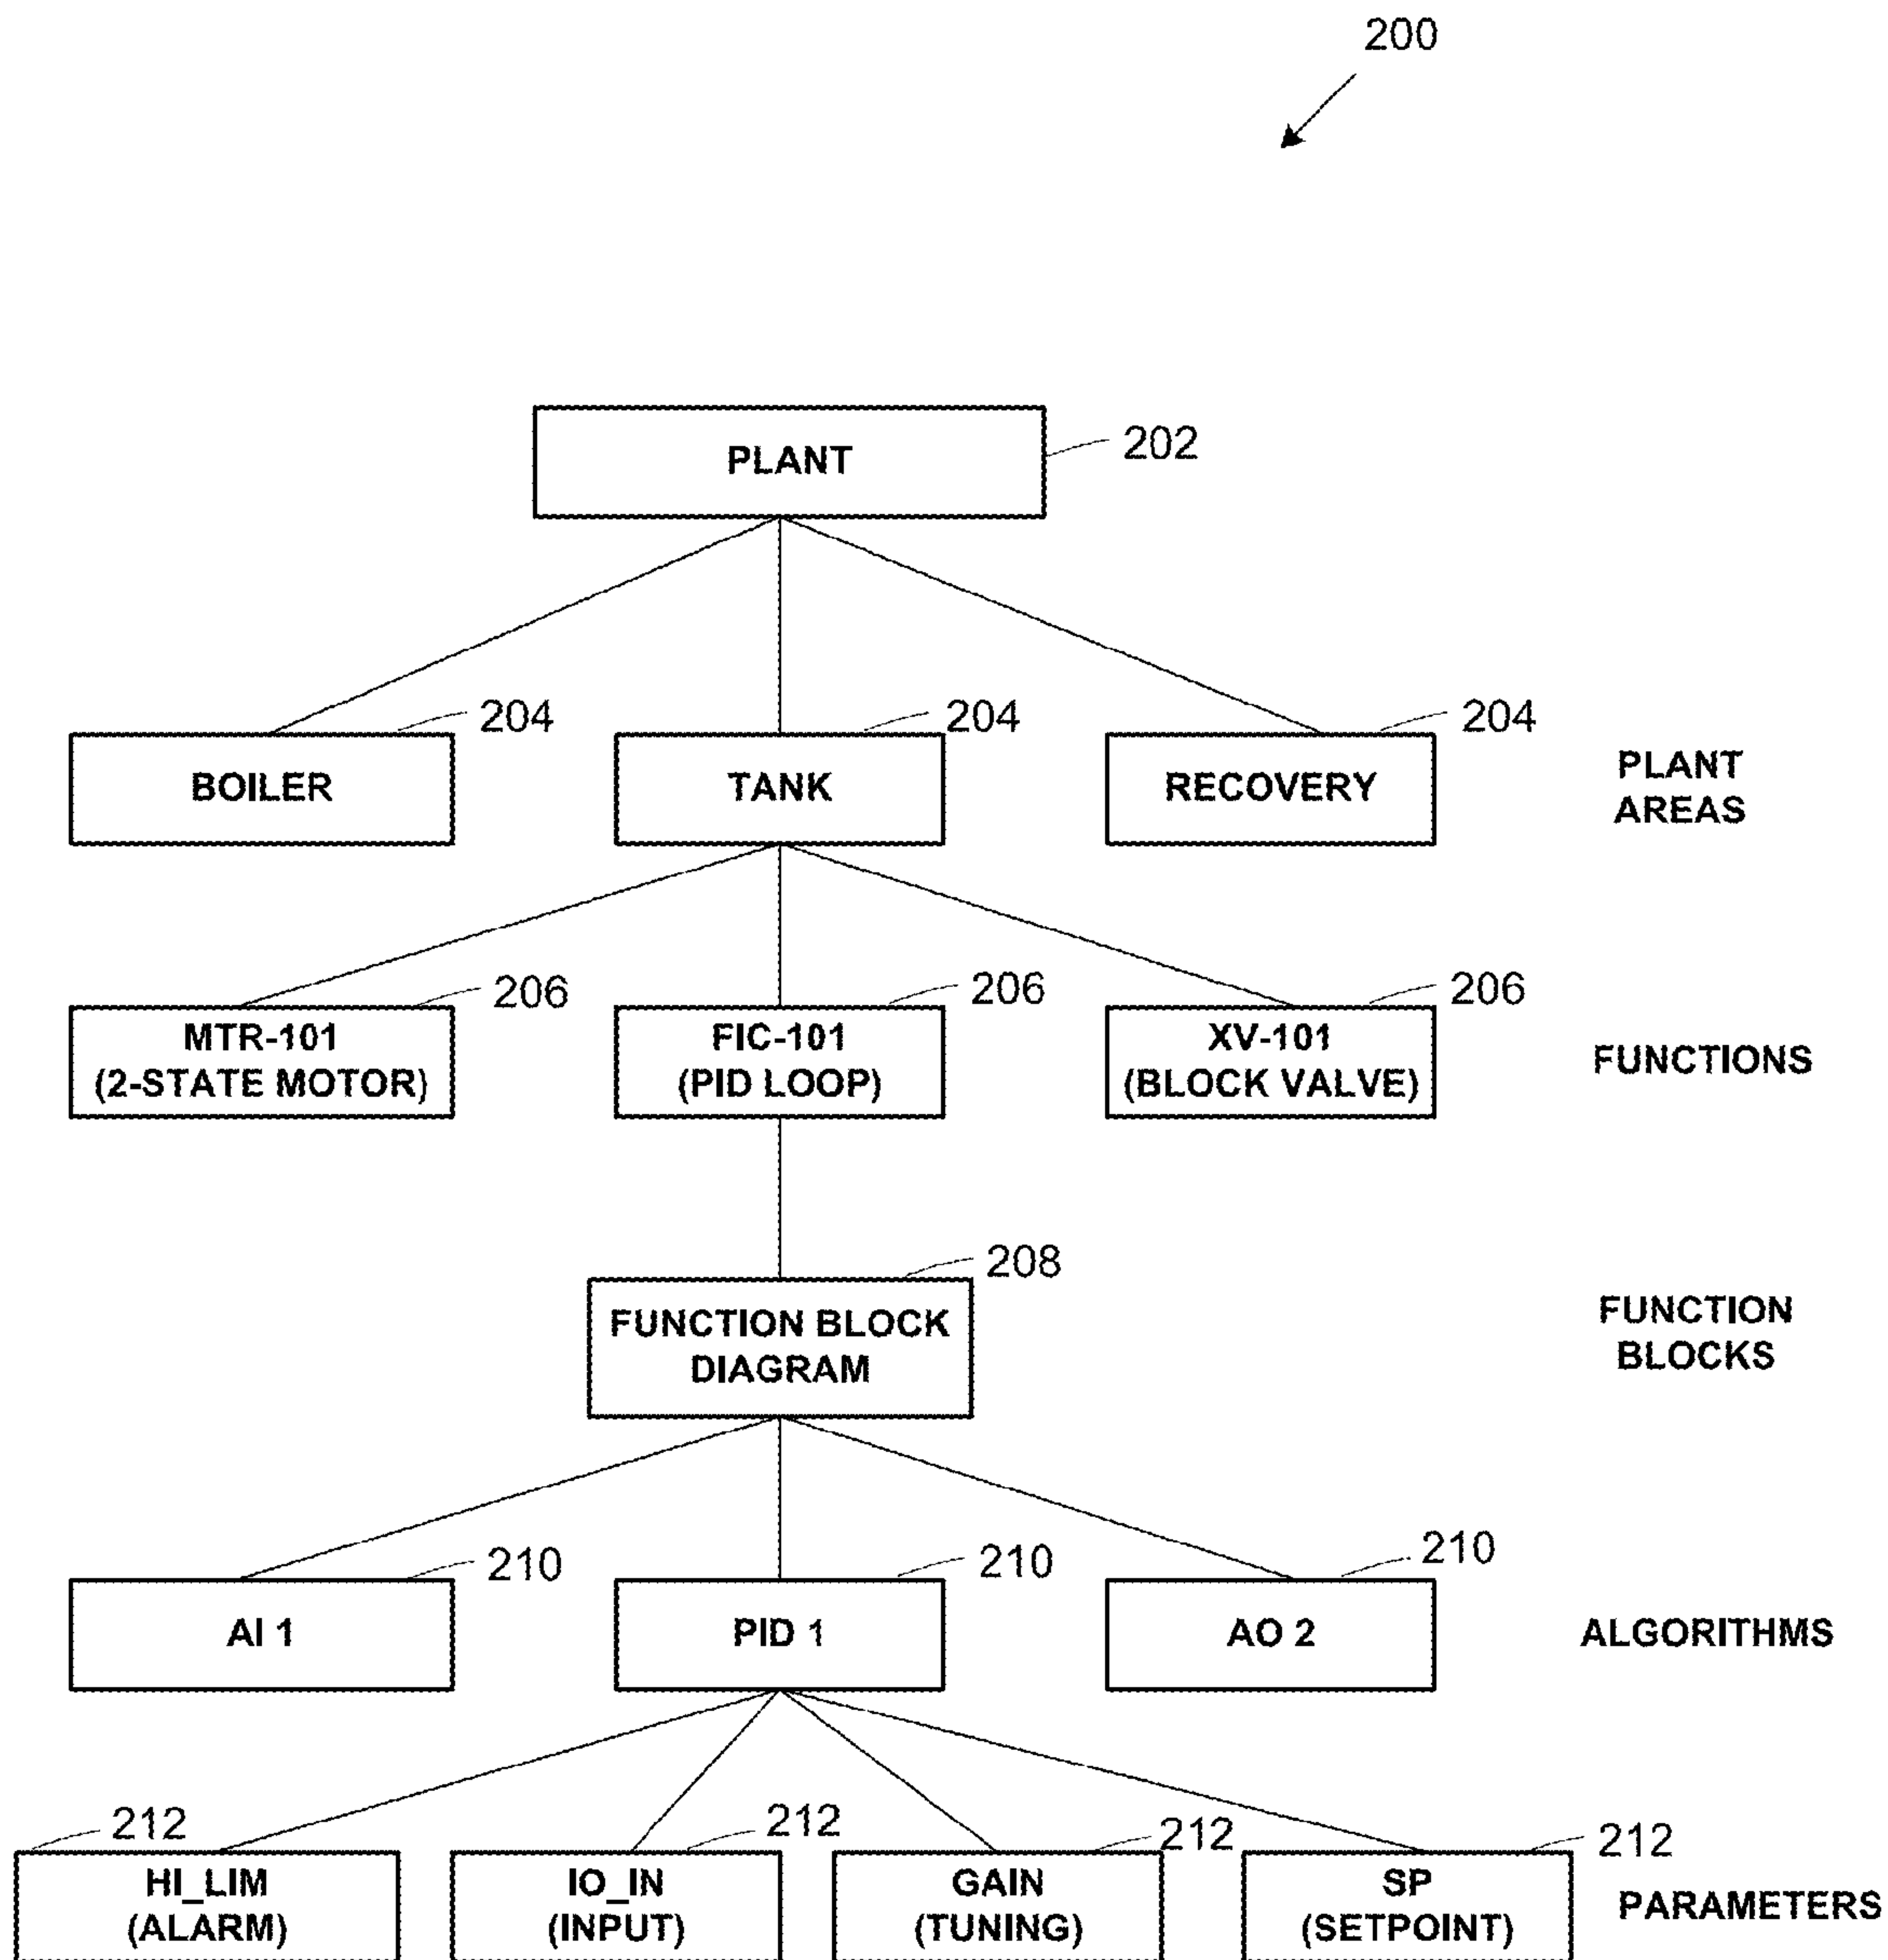 200
PLANT
202
204
204
204
BOILER
TANK
RECOVERY
PLANT
AREAS
206
206
206
MTR-101
(2-STATE MOTOR)
FIC-101
(PID LOOP)
XV-101
(BLOCK VALVE)
FUNCTIONS
208
FUNCTION BLOCK
DIAGRAM
FUNCTION
BLOCKS
210
210
210
AI 1
PID 1
AO 2
ALGORITHMS
212
212
212
212
HI_LIM
(ALARM)
IO_IN
(INPUT)
GAIN
(TUNING)
SP
(SETPOINT)
PARAMETERS